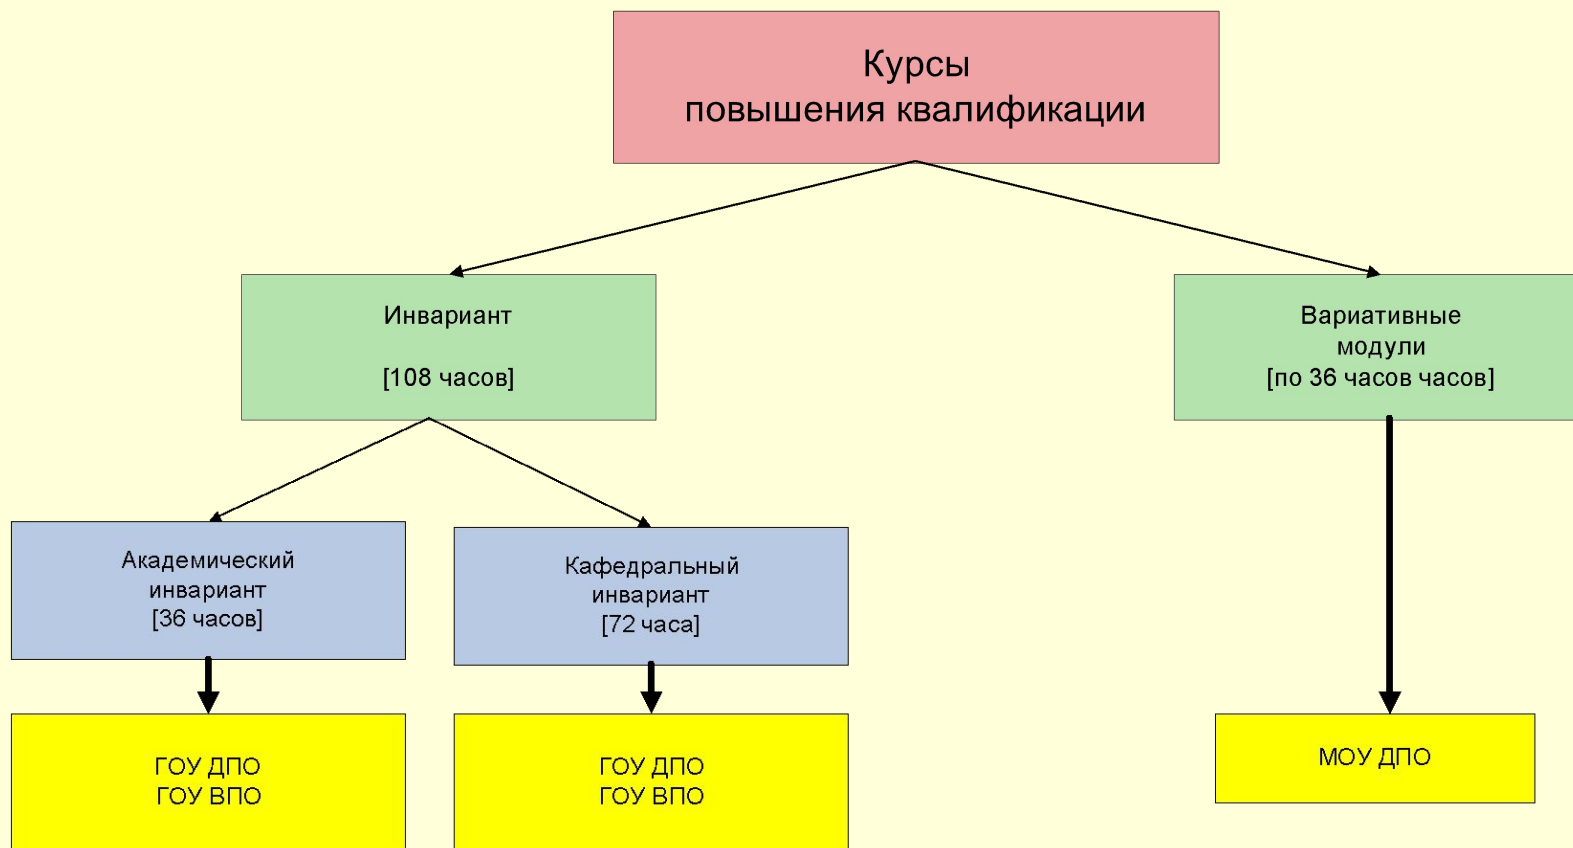 Курсы
повышения квалификации
Инвариант
[108 часов]
Вариативные
модули
[по 36 часов часов]
Академический
инвариант
[36 часов]
Кафедральный
инвариант
[72 часа]
ГОУ ДПО
ГОУ ВПО
ГОУ ДПО
ГОУ ВПО
МОУ ДПО